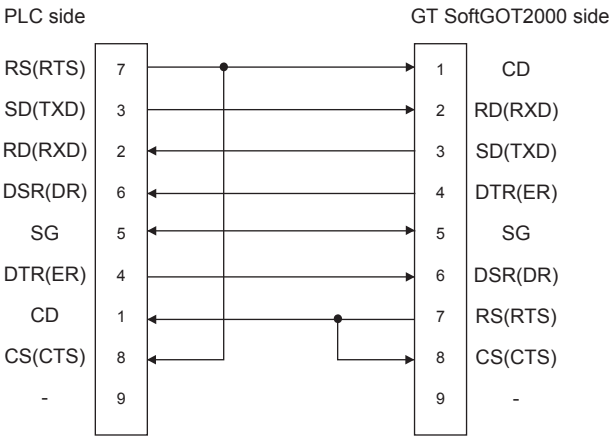 PLC side GT SoftGOT2000 side
RS(RTS) 7 1 CD
SD(TXD) 3 2 RD(RXD)
RD(RXD) 2 3 SD(TXD)
DSR(DR) 6 4 DTR(ER)
SG 5 5 SG
DTR(ER) 4 6 DSR(DR)
CD 1 7 RS(RTS)
CS(CTS) 8 8 CS(CTS)
- 9 9 -